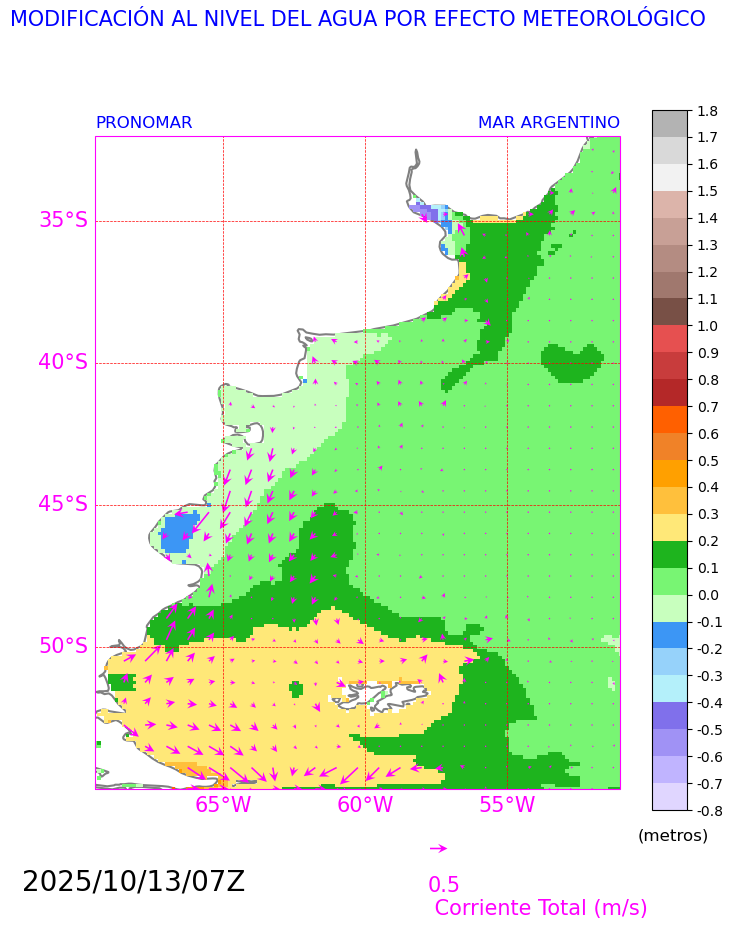 MODIFICACIÓN AL NIVEL DEL AGUA POR EFECTO METEOROLÓGICO
PRONOMAR MAR ARGENTINO
35°S
40°S
45°S
50°S
65°W 60°W 55°W
1.8
1.7
1.6
1.5
1.4
1.3
1.2
1.1
1.0
0.9
0.8
0.7
0.6
0.5
0.4
0.3
0.2
0.1
0.0
-0.1
-0.2
-0.3
-0.4
-0.5
-0.6
-0.7
-0.8
(metros)
2025/10/13/07Z
0.5
Corriente Total (m/s)